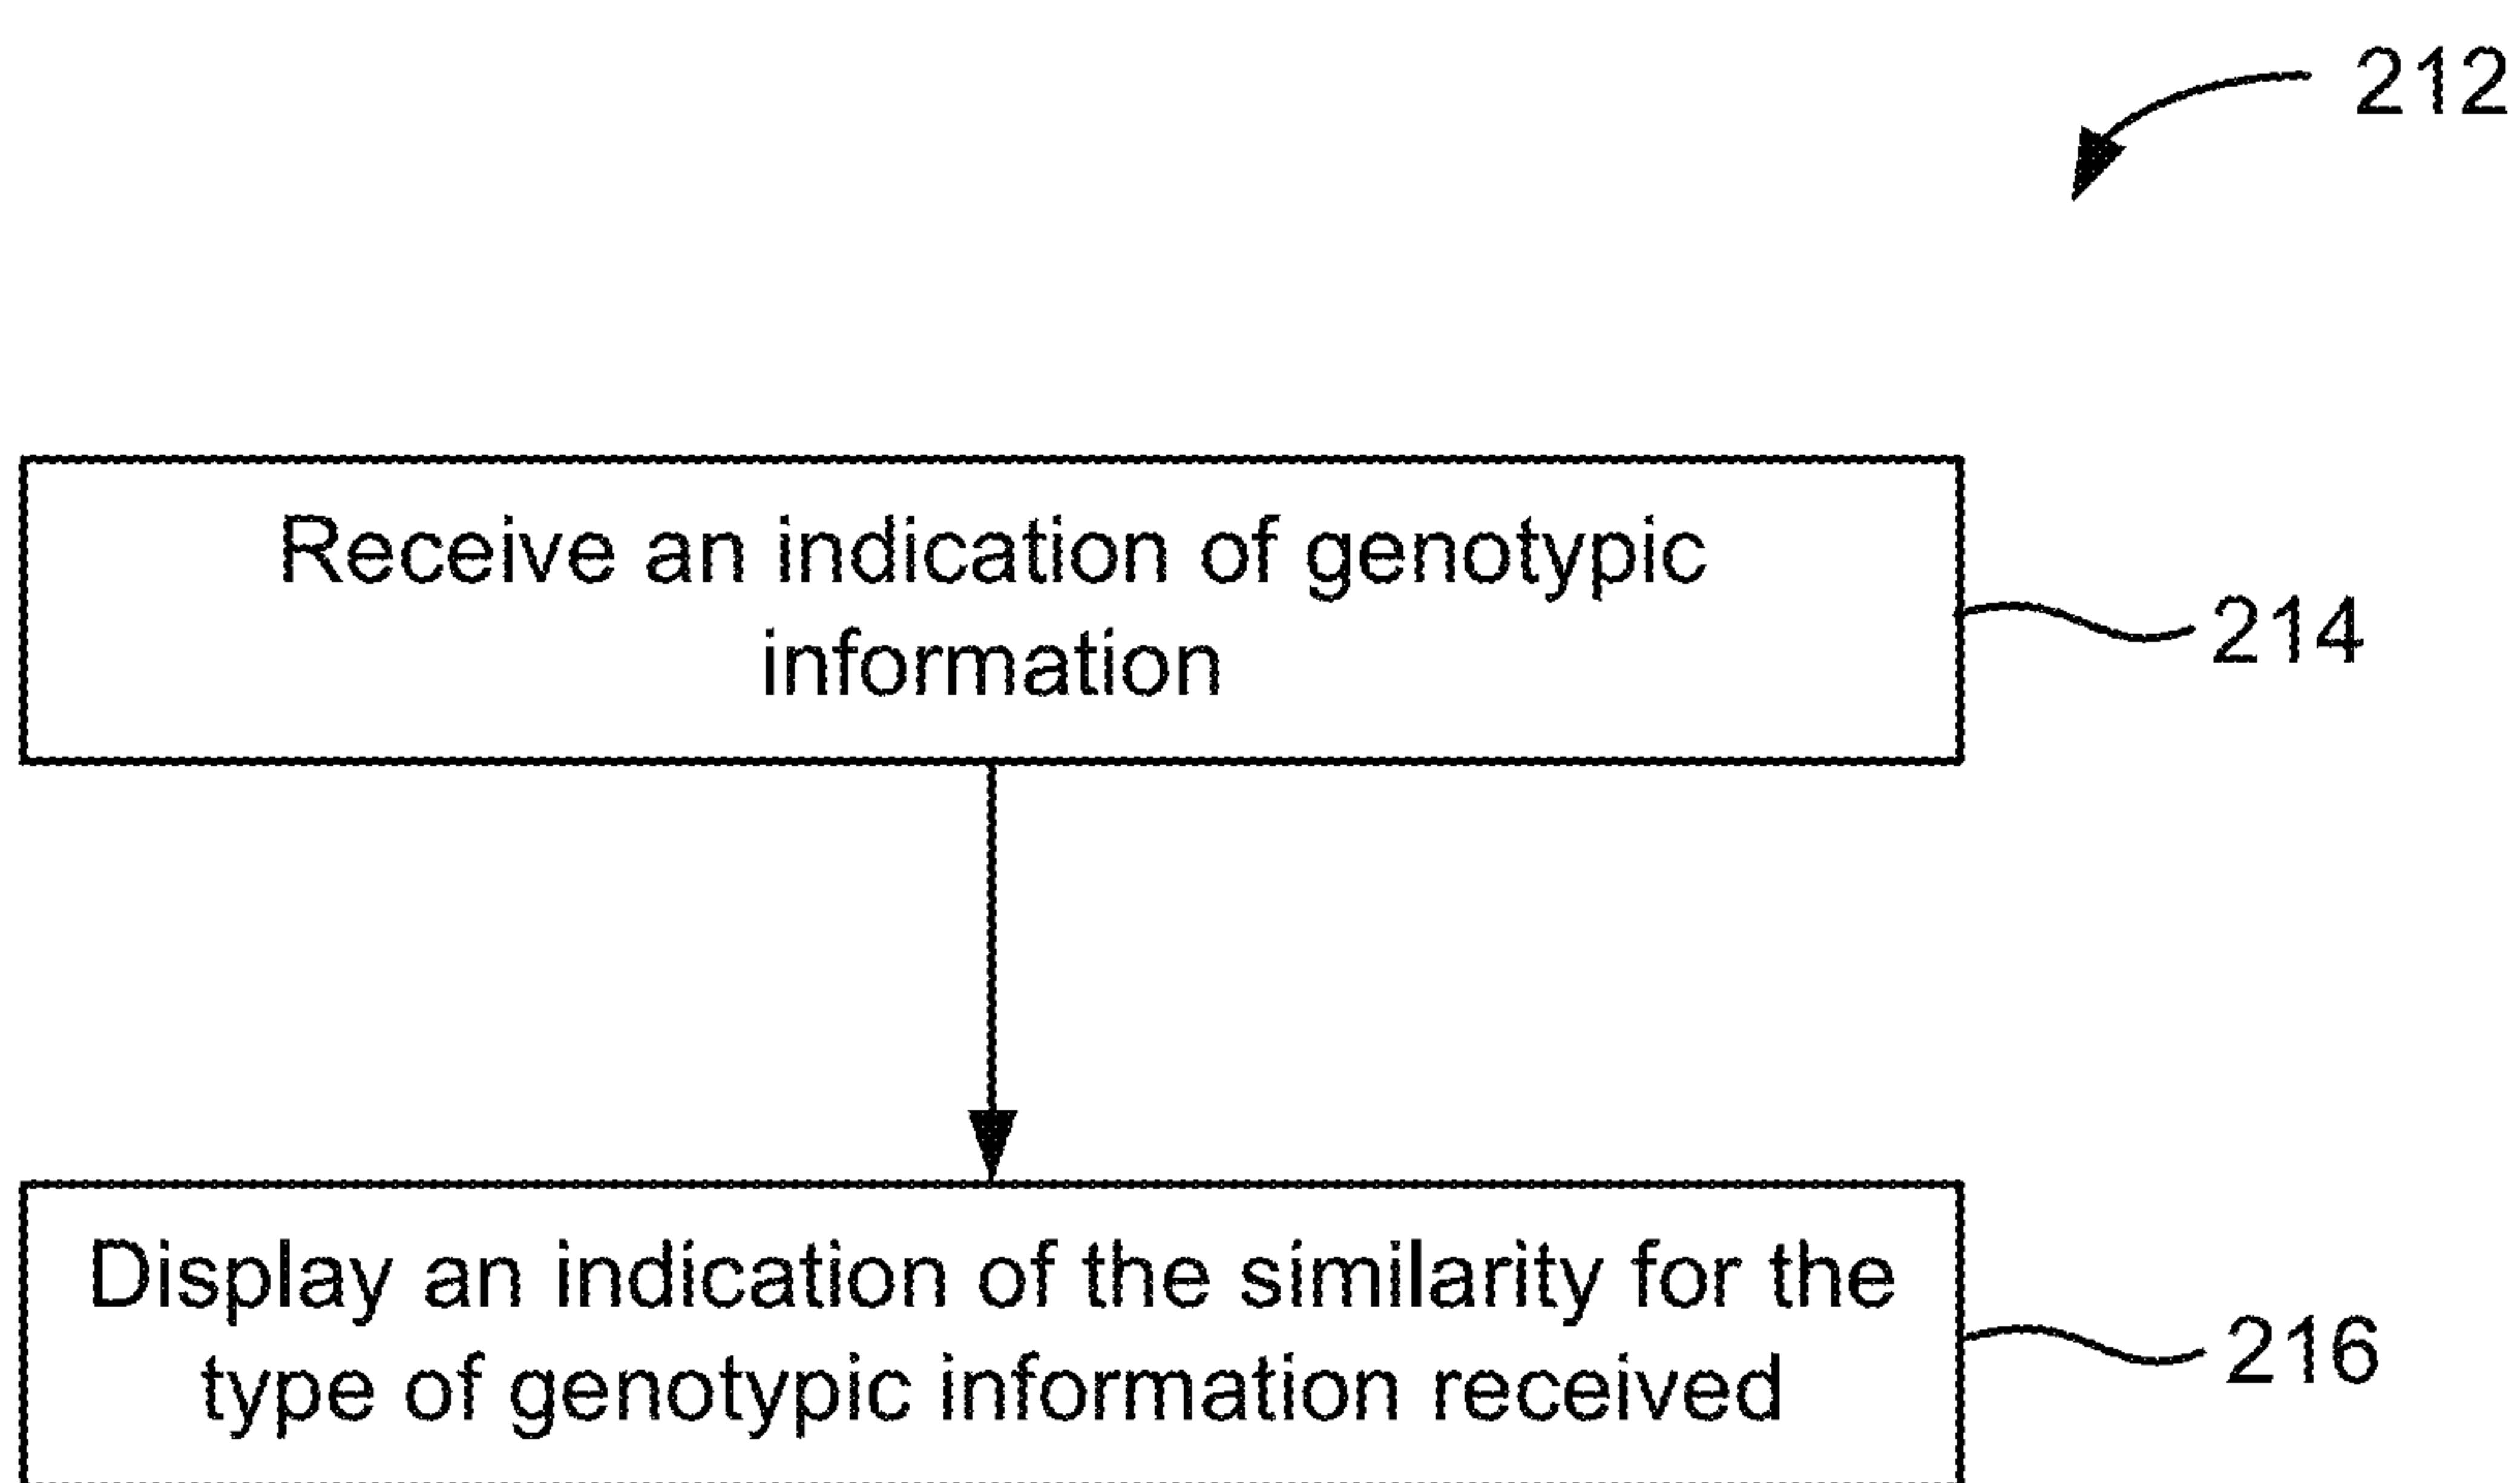 212
Receive an indication of genotypic
information
214
Display an indication of the similarity for the
type of genotypic information received
216